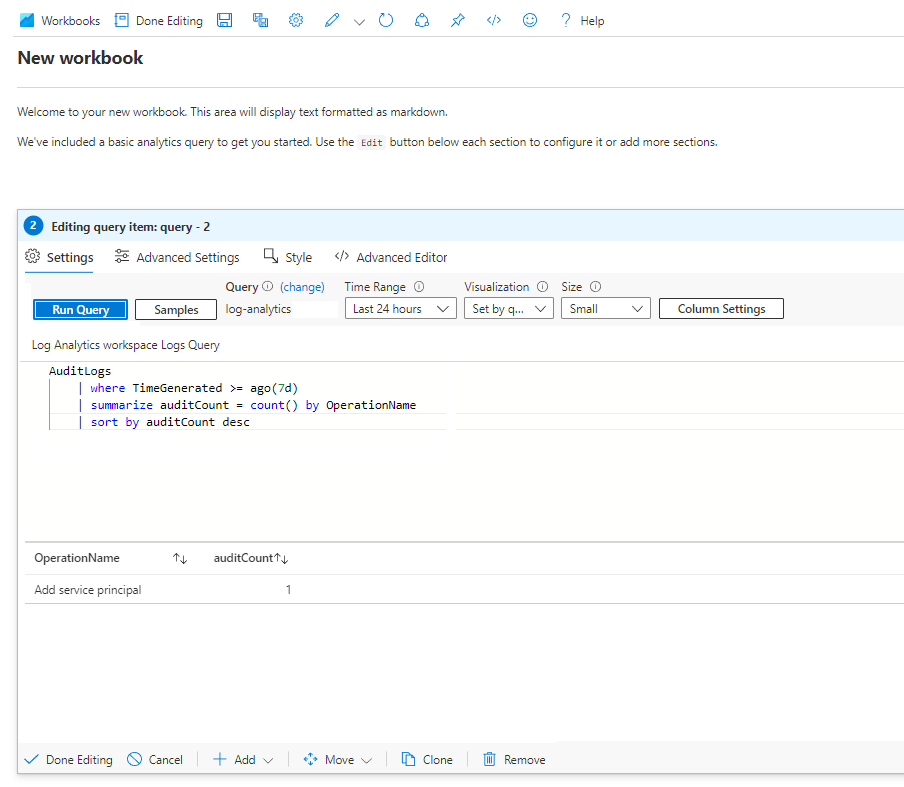 Workbooks Done Editing Help
New workbook
Welcome to your new workbook. This area will display text formatted as markdown.
We've included a basic analytics query to get you started. Use the Edit button below each section to configure it or add more sections.
2 Editing query item: query - 2
Settings Advanced Settings Style Advanced Editor
Query (change) Time Range Visualization Size
Run Query Samples log-analytics Last 24 hours Set by q... Small Column Settings
Log Analytics workspace Logs Query
AuditLogs
| where TimeGenerated >= ago(7d)
| summarize auditCount = count() by OperationName
| sort by auditCount desc
OperationName auditCount
Add service principal 1
Done Editing Cancel Add Move Clone Remove